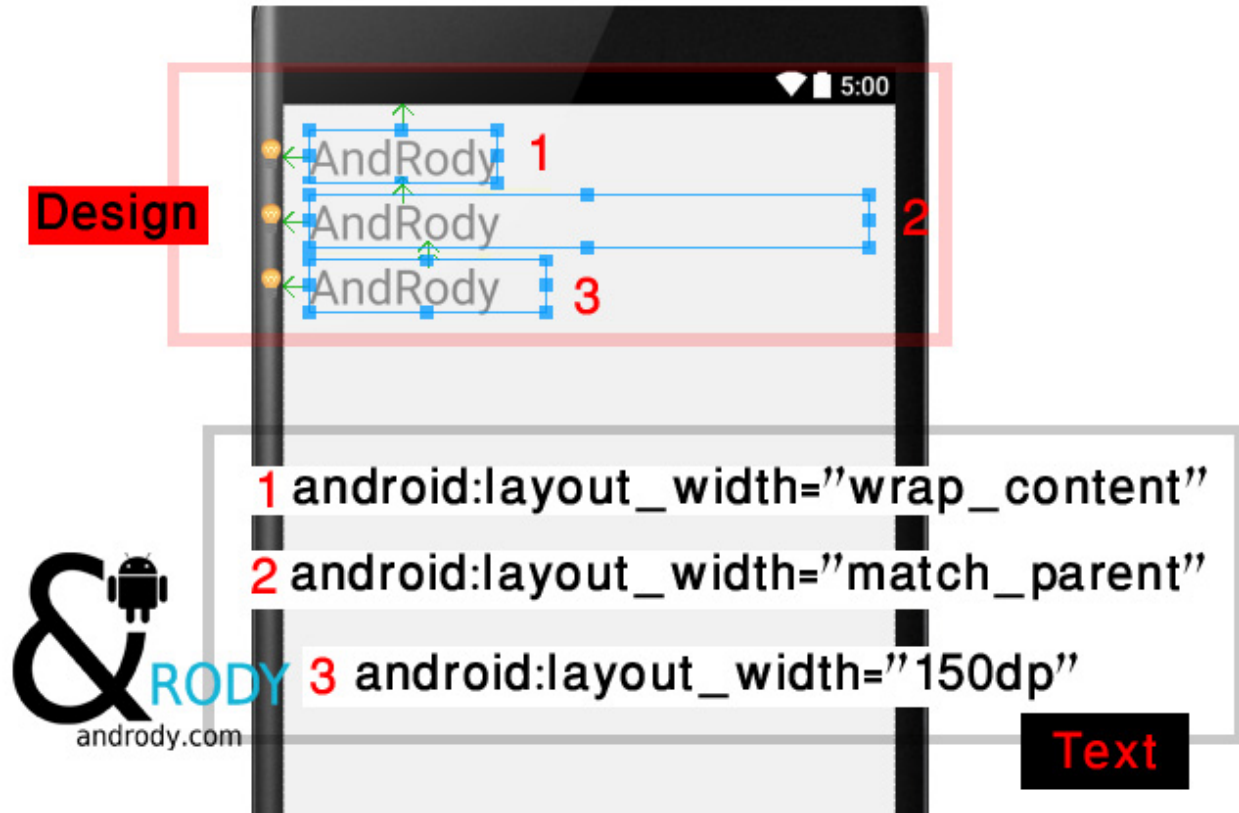 5:00
AndRody 1
Design
AndRody 2
AndRody 3
1 android:layout_width="wrap_content"
2 android:layout_width="match_parent"
3 android:layout_width="150dp"
& RODY
andrody.com
Text